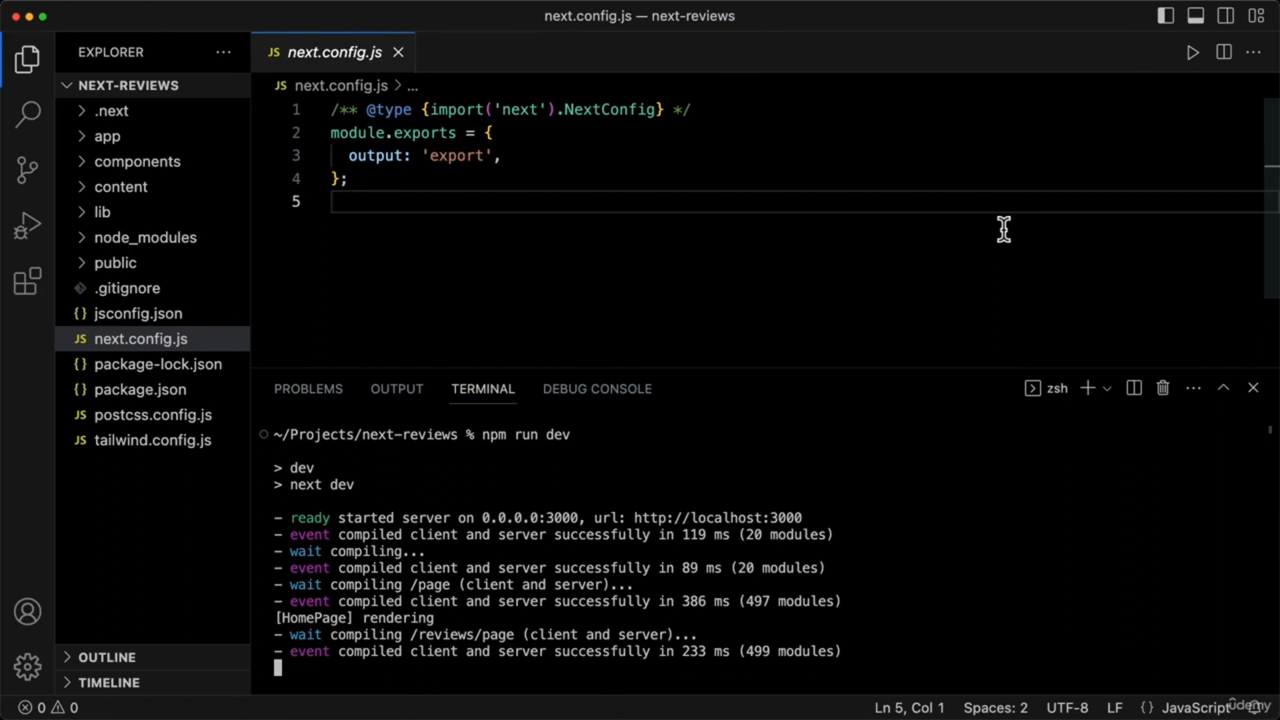 next.config.js — next-reviews
EXPLORER
JS next.config.js
NEXT-REVIEWS
.next
app
components
content
lib
node_modules
public
.gitignore
{} jsconfig.json
JS next.config.js
{} package-lock.json
{} package.json
JS postcss.config.js
JS tailwind.config.js
OUTLINE
TIMELINE
JS next.config.js > ...
1 /** @type {import('next').NextConfig} */
2 module.exports = {
3 output: 'export',
4 };
5
PROBLEMS OUTPUT TERMINAL DEBUG CONSOLE
zsh
~/Projects/next-reviews % npm run dev
> dev
> next dev
- ready started server on 0.0.0.0:3000, url: http://localhost:3000
- event compiled client and server successfully in 119 ms (20 modules)
- wait compiling...
- event compiled client and server successfully in 89 ms (20 modules)
- wait compiling /page (client and server)...
- event compiled client and server successfully in 386 ms (497 modules)
[HomePage] rendering
- wait compiling /reviews/page (client and server)...
- event compiled client and server successfully in 233 ms (499 modules)
0 0
Ln 5, Col 1 Spaces: 2 UTF-8 LF {} JavaScript
ûdemy